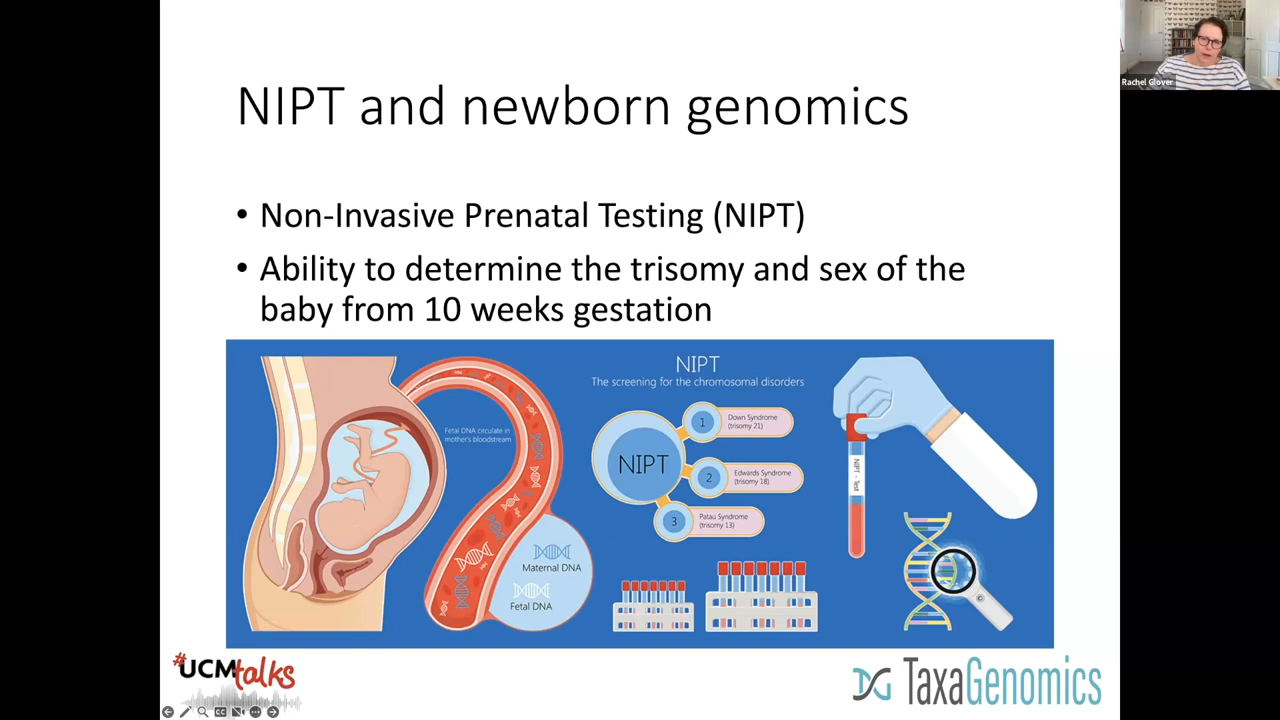 Rachel Glover
NIPT and newborn genomics
• Non-Invasive Prenatal Testing (NIPT)
• Ability to determine the trisomy and sex of the
baby from 10 weeks gestation
NIPT
The screening for the chromosomal disorders
Fetal DNA circulate in
mother's bloodstream
NIPT
1
Down Syndrome
(trisomy 21)
2
Edwards Syndrome
(trisomy 18)
3
Patau Syndrome
(trisomy 13)
NIPT - Test
Maternal DNA
Fetal DNA
#UCMtalks
TaxaGenomics
CC